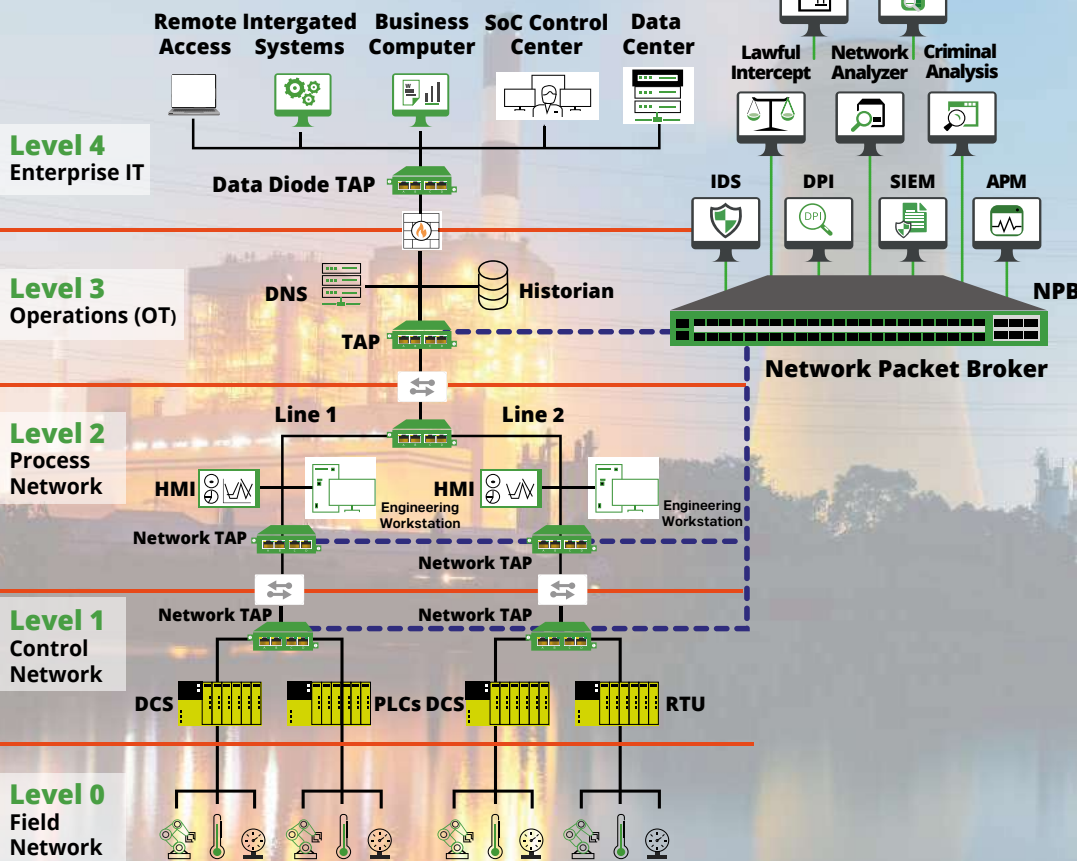 Remote Access
Intergated Systems
Business Computer
SoC Control Center
Data Center
Lawful Intercept
Network Analyzer
Criminal Analysis
Level 4
Enterprise IT
Data Diode TAP
IDS
DPI
SIEM
APM
DPI
W
Level 3
Operations (OT)
DNS
Historian
TAP
NPB
Network Packet Broker
Level 2
Process
Network
Line 1
Line 2
HMI
Engineering
Workstation
HMI
Engineering
Workstation
Network TAP
Network TAP
Level 1
Control
Network
Network TAP
Network TAP
DCS
PLCs
DCS
RTU
Level 0
Field
Network